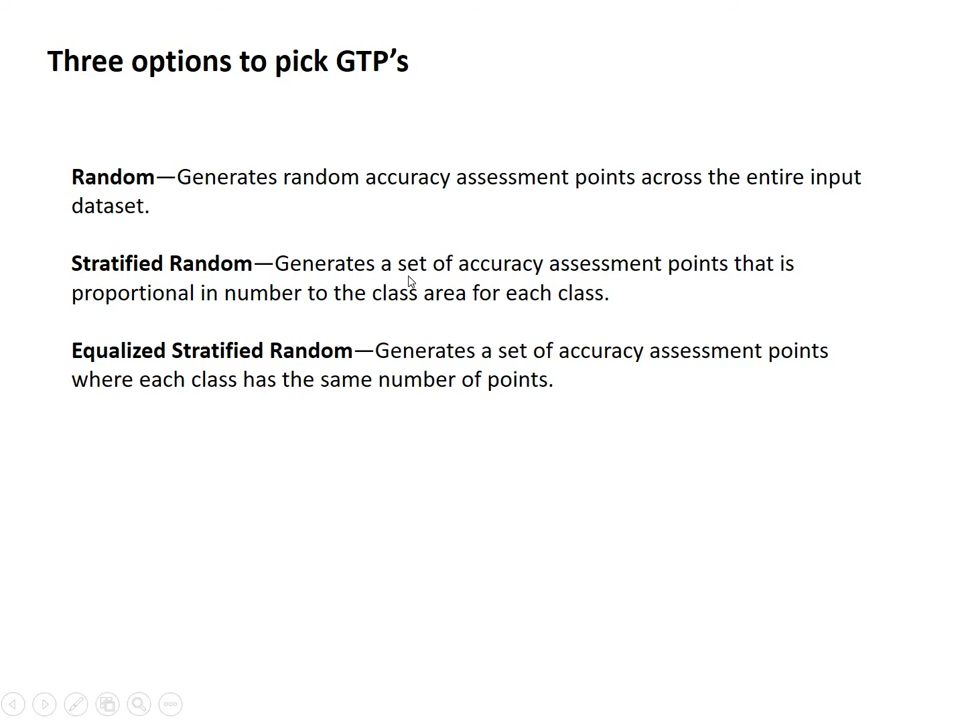 Three options to pick GTP’s
Random—Generates random accuracy assessment points across the entire input
dataset.
Stratified Random—Generates a set of accuracy assessment points that is
proportional in number to the class area for each class.
Equalized Stratified Random—Generates a set of accuracy assessment points
where each class has the same number of points.